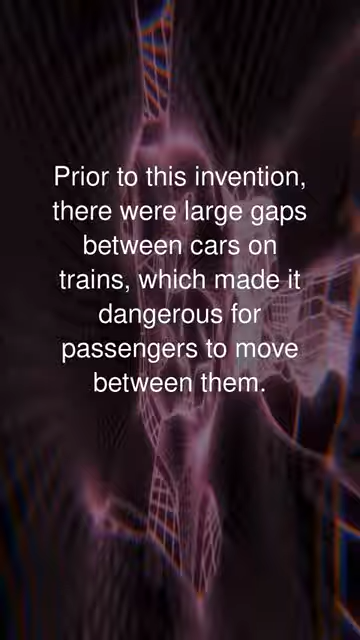 Prior to this invention,
there were large gaps
between cars on
trains, which made it
dangerous for
passengers to move
between them.